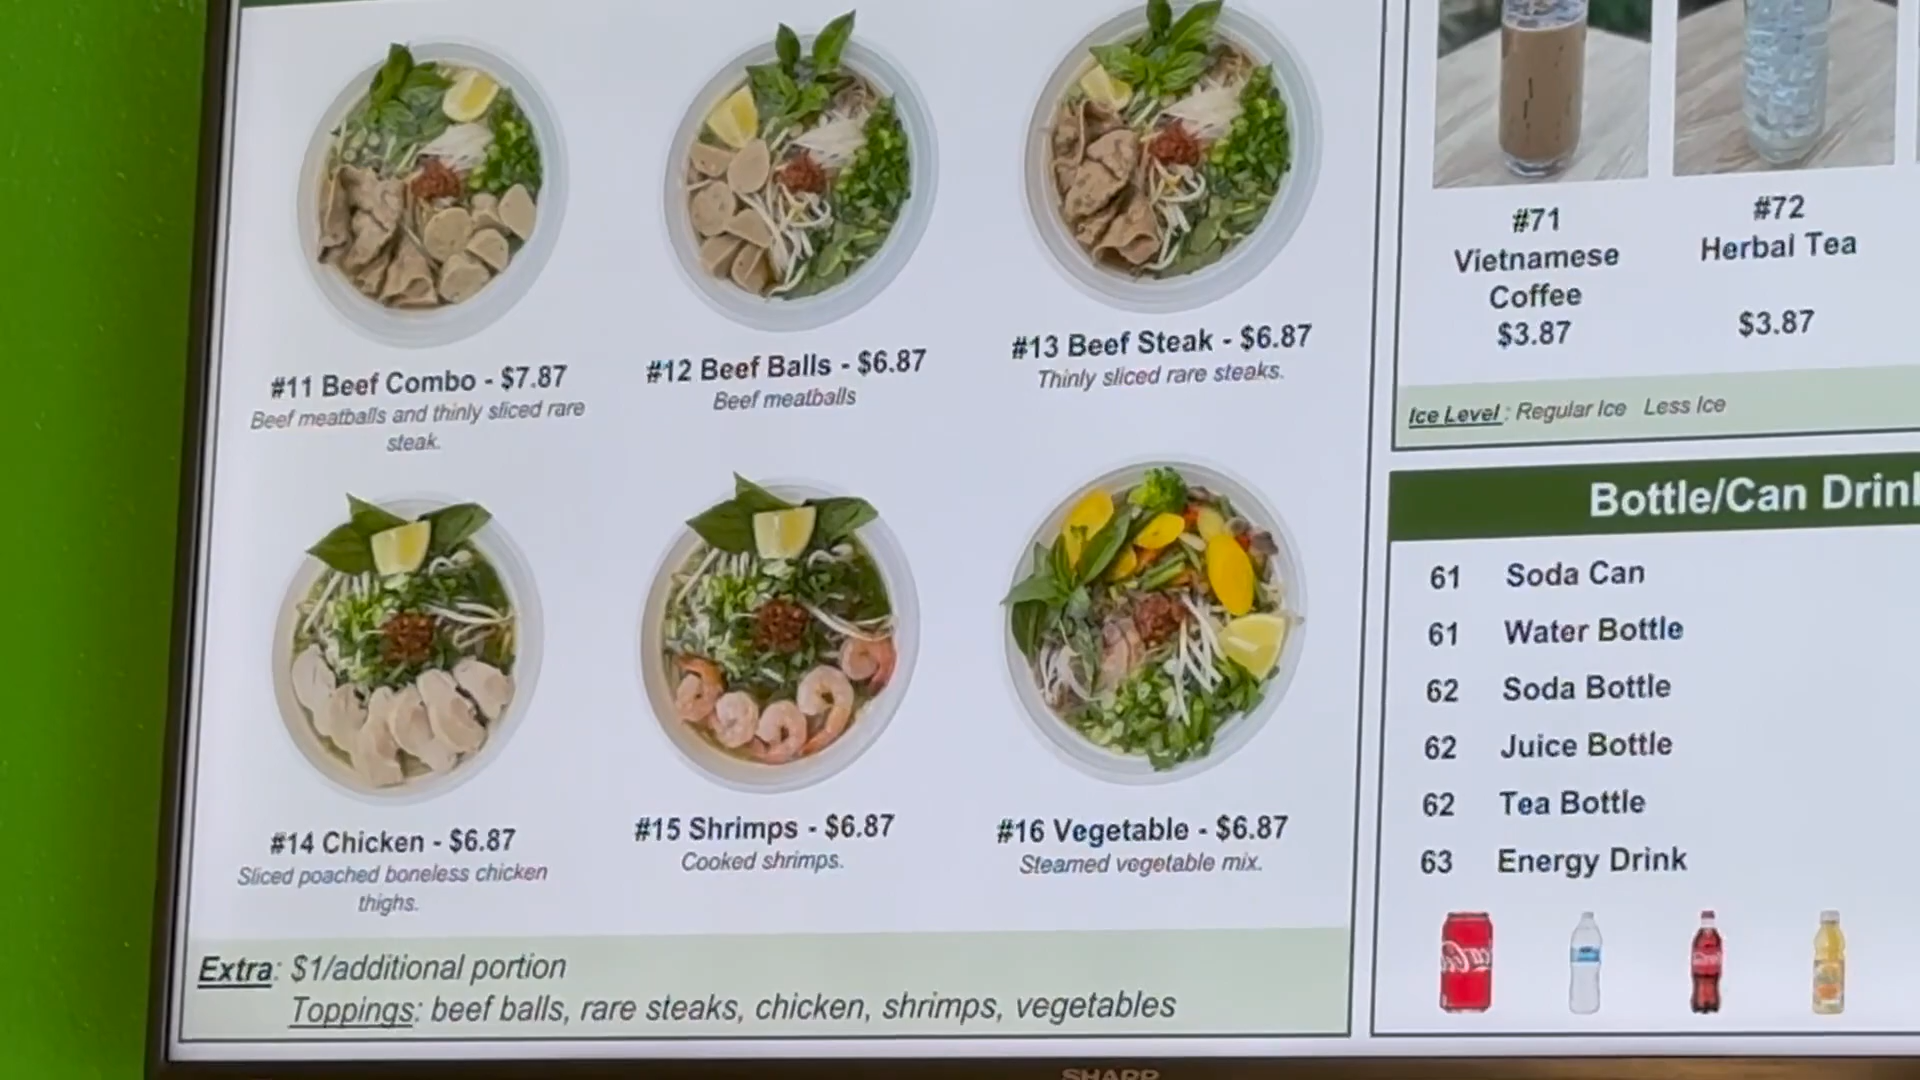 #11 Beef Combo - $7.87
Beef meatballs and thinly sliced rare
steak.
#12 Beef Balls - $6.87
Beef meatballs
#13 Beef Steak - $6.87
Thinly sliced rare steaks.
#14 Chicken - $6.87
Sliced poached boneless chicken
thighs.
#15 Shrimps - $6.87
Cooked shrimps.
#16 Vegetable - $6.87
Steamed vegetable mix.
Extra: $1/additional portion
Toppings: beef balls, rare steaks, chicken, shrimps, vegetables
#71
Vietnamese
Coffee
$3.87
#72
Herbal Tea
$3.87
Ice Level : Regular Ice Less Ice
Bottle/Can
61 Soda Can
61 Water Bottle
62 Soda Bottle
62 Juice Bottle
62 Tea Bottle
63 Energy Drink
SHARP